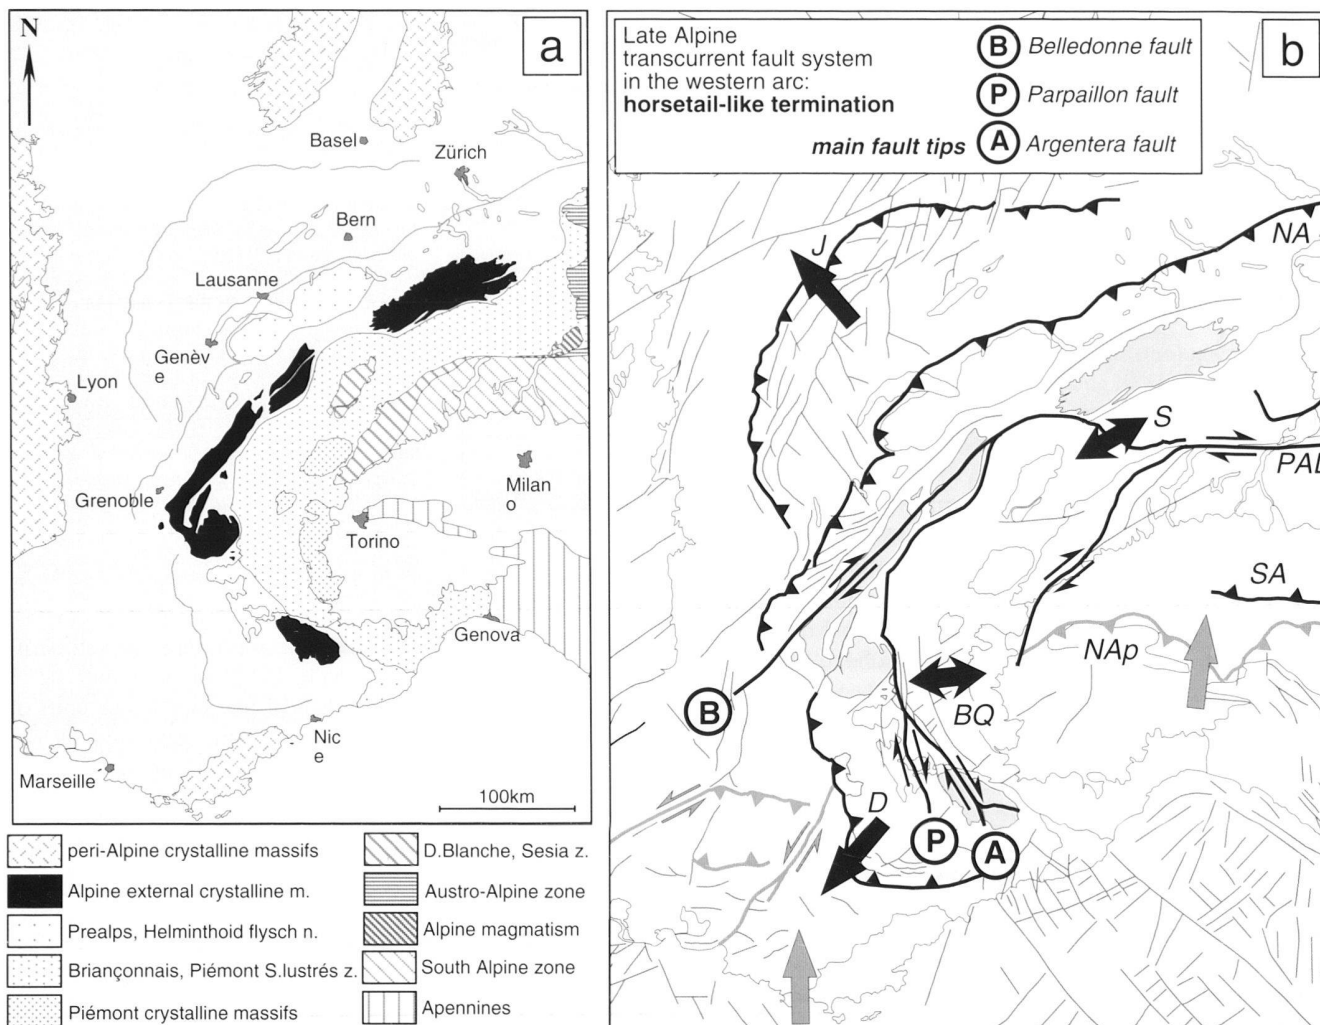 N
a
Basel
Zürich
Bern
Lausanne
Genèv
e
Lyon
Grenoble
Milan
o
Torino
Genova
Nic
e
Marseille
100km
peri-Alpine crystalline massifs
Alpine external crystalline m.
Prealps, Helminthoid flysch n.
Briançonnais, Piémont S.lustrés z.
Piémont crystalline massifs
D.Blanche, Sesia z.
Austro-Alpine zone
Alpine magmatism
South Alpine zone
Apennines
Late Alpine
transcurrent fault system
in the western arc:
horsetail-like termination
main fault tips
B Belledonne fault
P Parpaillon fault
A Argentera fault
b
J
NA
S
PAL
SA
NAp
BQ
B
D
P
A